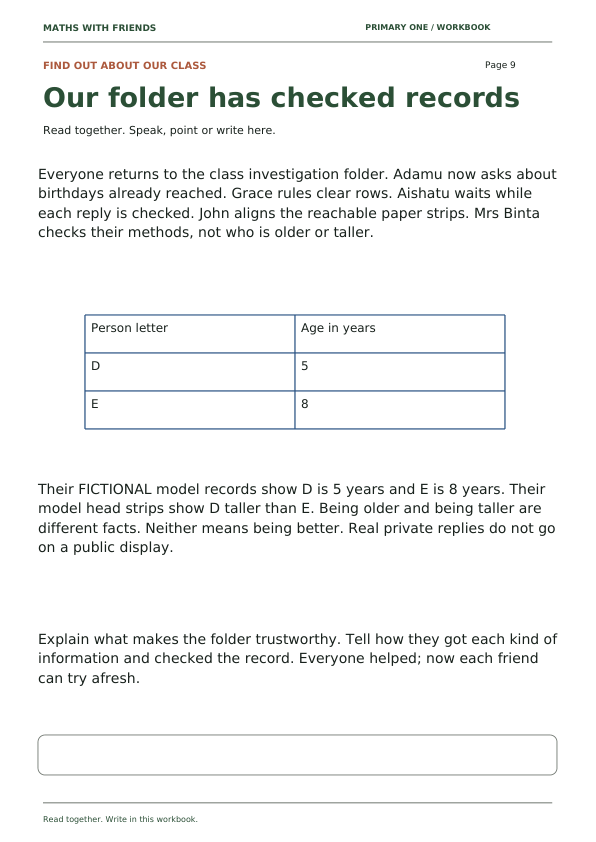 MATHS WITH FRIENDS
PRIMARY ONE / WORKBOOK
FIND OUT ABOUT OUR CLASS
Page 9
Our folder has checked records
Read together. Speak, point or write here.
Everyone returns to the class investigation folder. Adamu now asks about
birthdays already reached. Grace rules clear rows. Aishatu waits while
each reply is checked. John aligns the reachable paper strips. Mrs Binta
checks their methods, not who is older or taller.
Person letter
Age in years
D
5
E
8
Their FICTIONAL model records show D is 5 years and E is 8 years. Their
model head strips show D taller than E. Being older and being taller are
different facts. Neither means being better. Real private replies do not go
on a public display.
Explain what makes the folder trustworthy. Tell how they got each kind of
information and checked the record. Everyone helped; now each friend
can try afresh.
Read together. Write in this workbook.